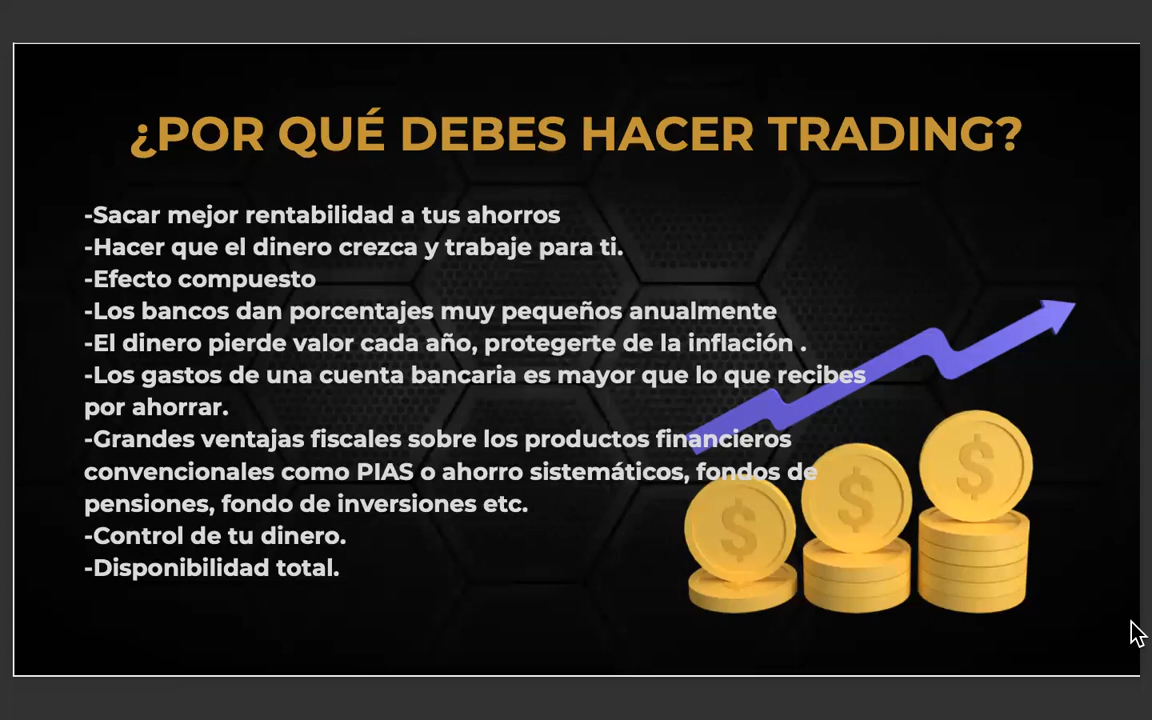 ¿POR QUÉ DEBES HACER TRADING?
-Sacar mejor rentabilidad a tus ahorros
-Hacer que el dinero crezca y trabaje para ti.
-Efecto compuesto
-Los bancos dan porcentajes muy pequeños anualmente
-El dinero pierde valor cada año, protegerte de la inflación .
-Los gastos de una cuenta bancaria es mayor que lo que recibes
por ahorrar.
-Grandes ventajas fiscales sobre los productos financieros
convencionales como PIAS o ahorro sistemáticos, fondos de
pensiones, fondo de inversiones etc.
-Control de tu dinero.
-Disponibilidad total.
$
$
$